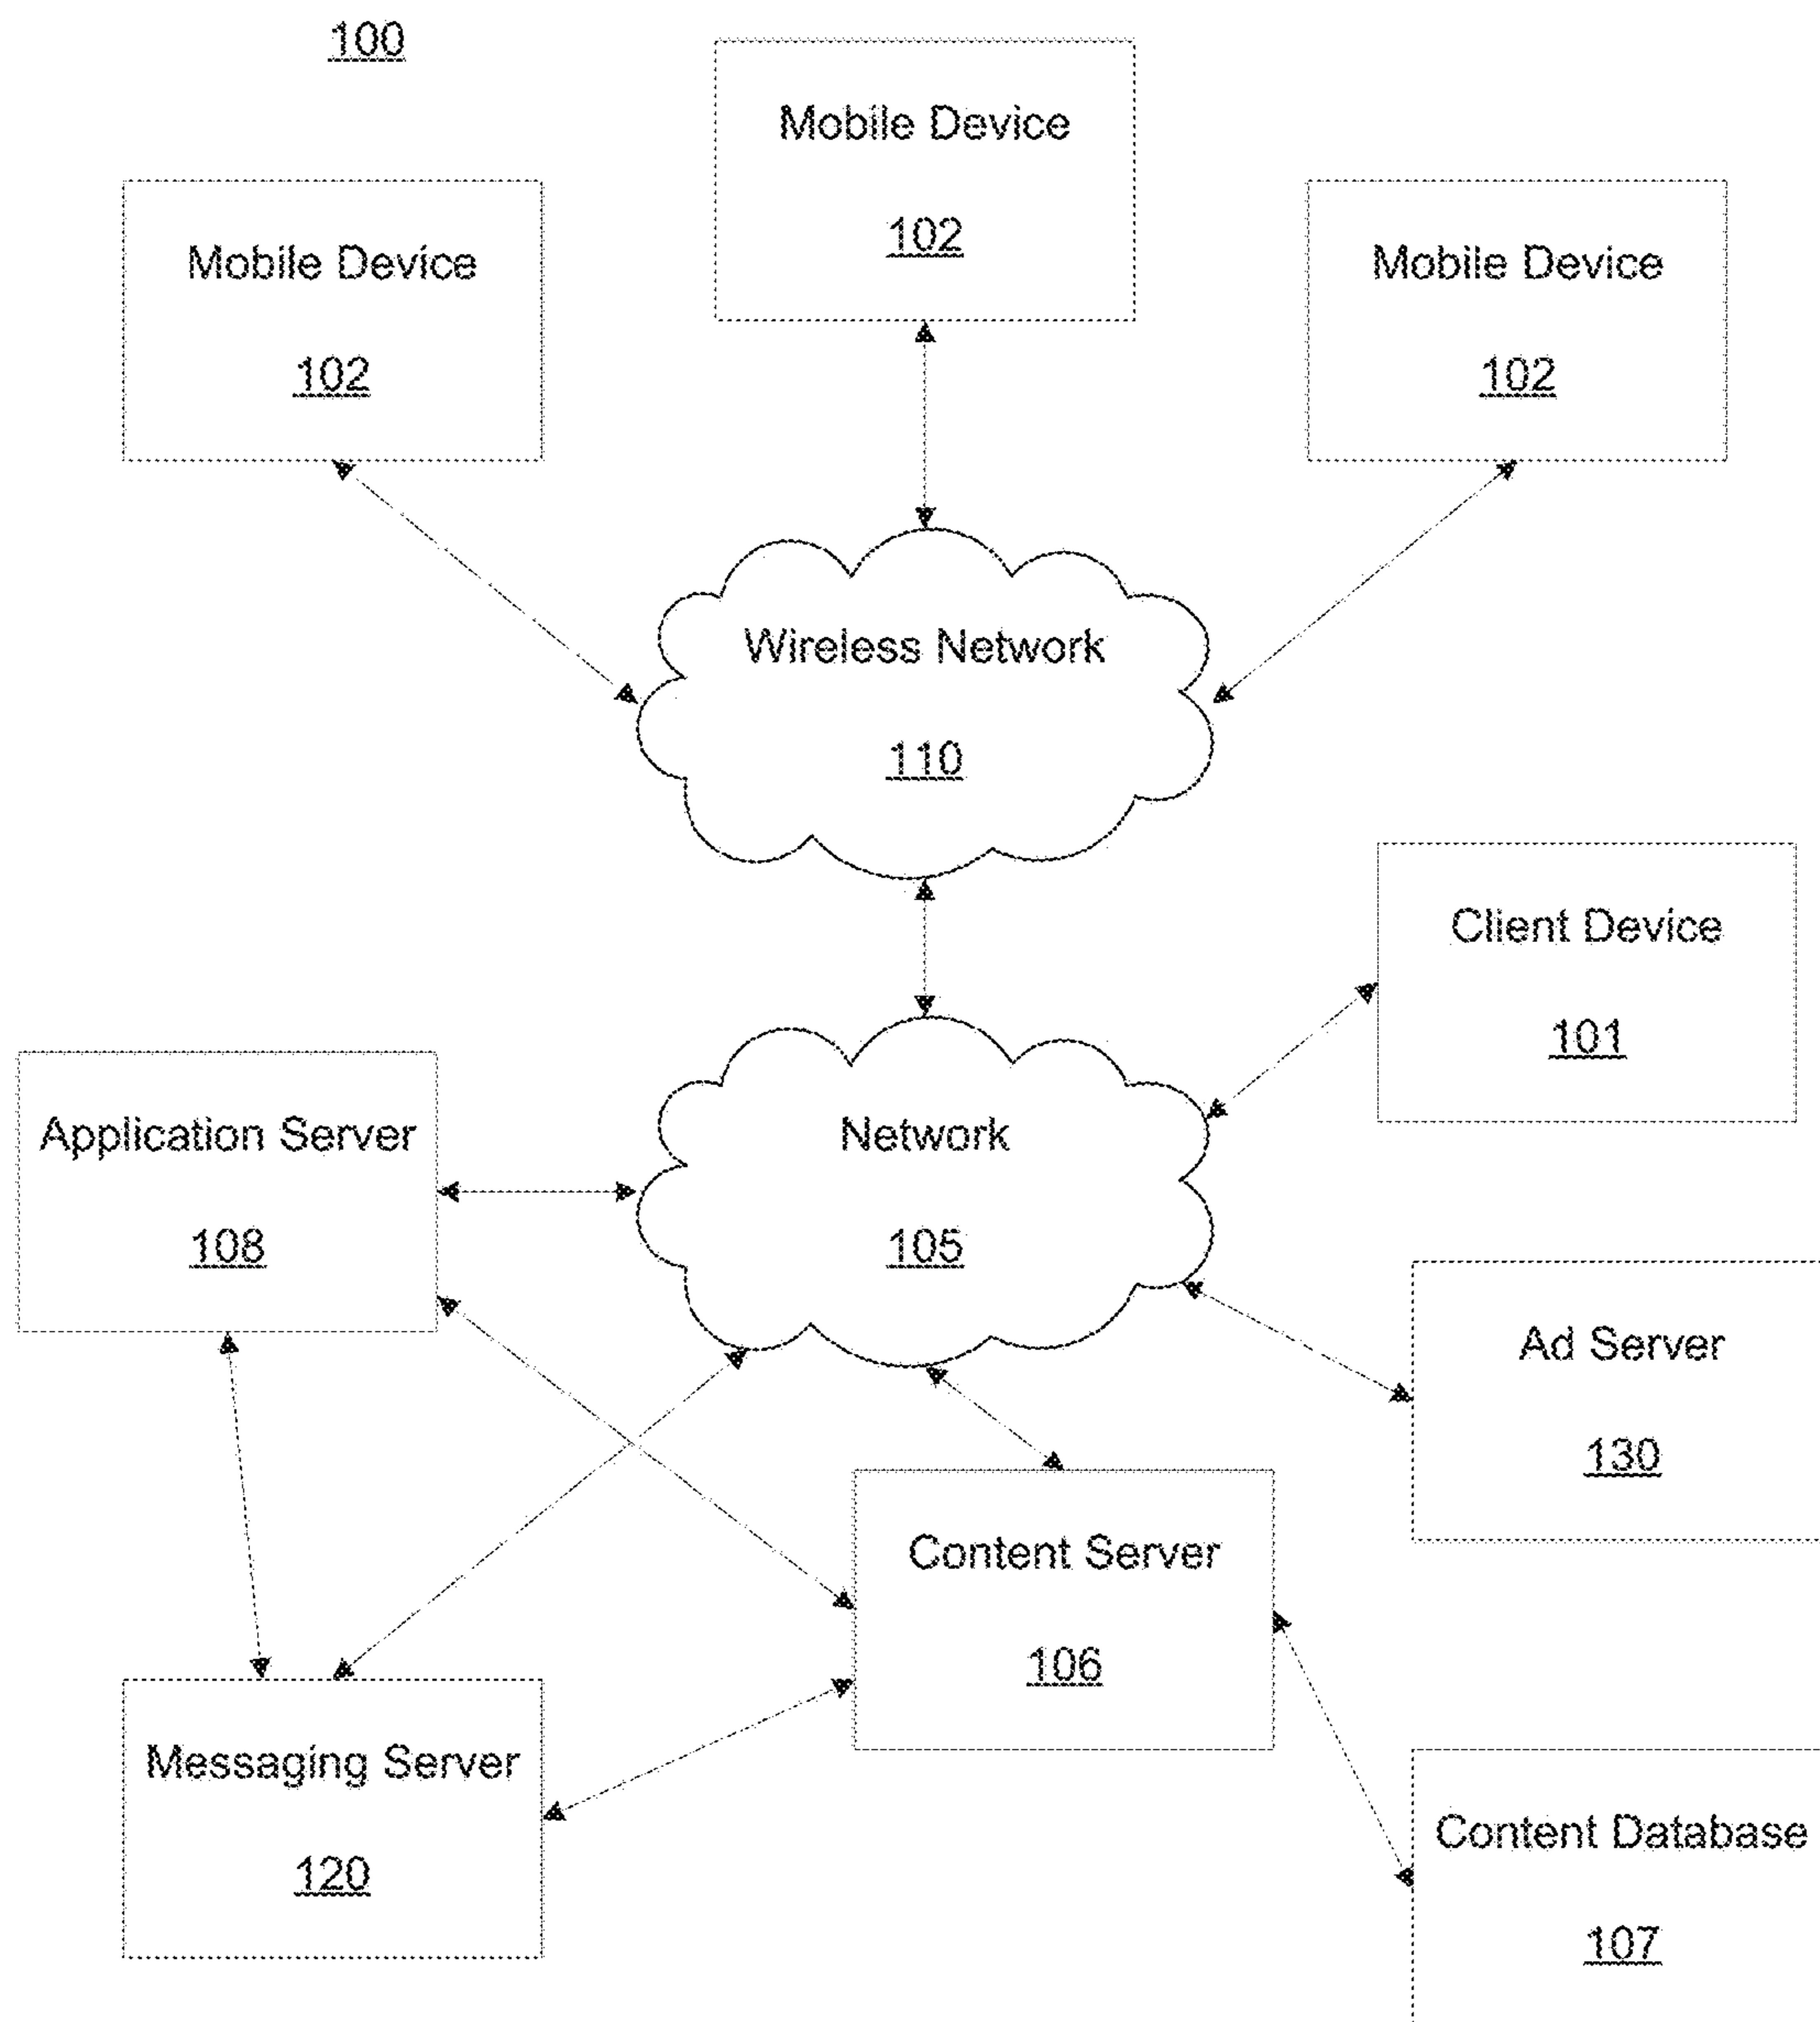 100
Mobile Device
102
Mobile Device
102
Mobile Device
102
Wireless Network
110
Client Device
101
Application Server
108
Network
105
Ad Server
130
Content Server
106
Messaging Server
120
Content Database
107